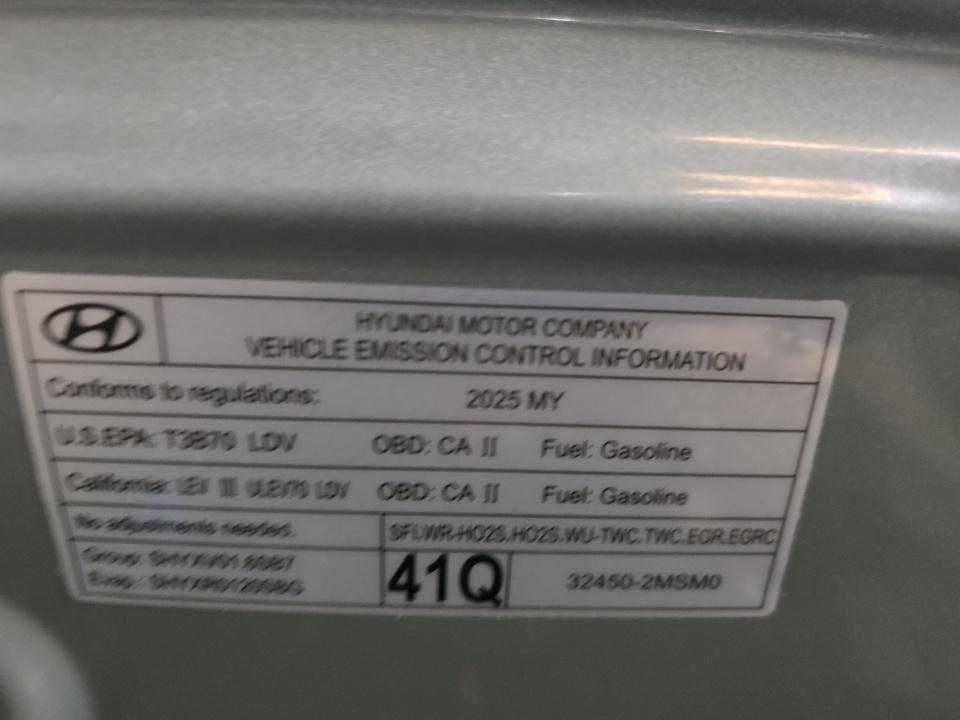 HYUNDAI MOTOR COMPANY
VEHICLE EMISSION CONTROL INFORMATION
Conforms to regulations: 2025 MY
U.S.EPA: T3B70 LDV OBD: CA II Fuel: Gasoline
California: LEV III ULEV70 LDV OBD: CA II Fuel: Gasoline
No adjustments needed. SFI,WR-HO2S,HO2S,WU-TWC,TWC,EGR,EGRC
Group:
Evap:
41Q
32450-2MSM0